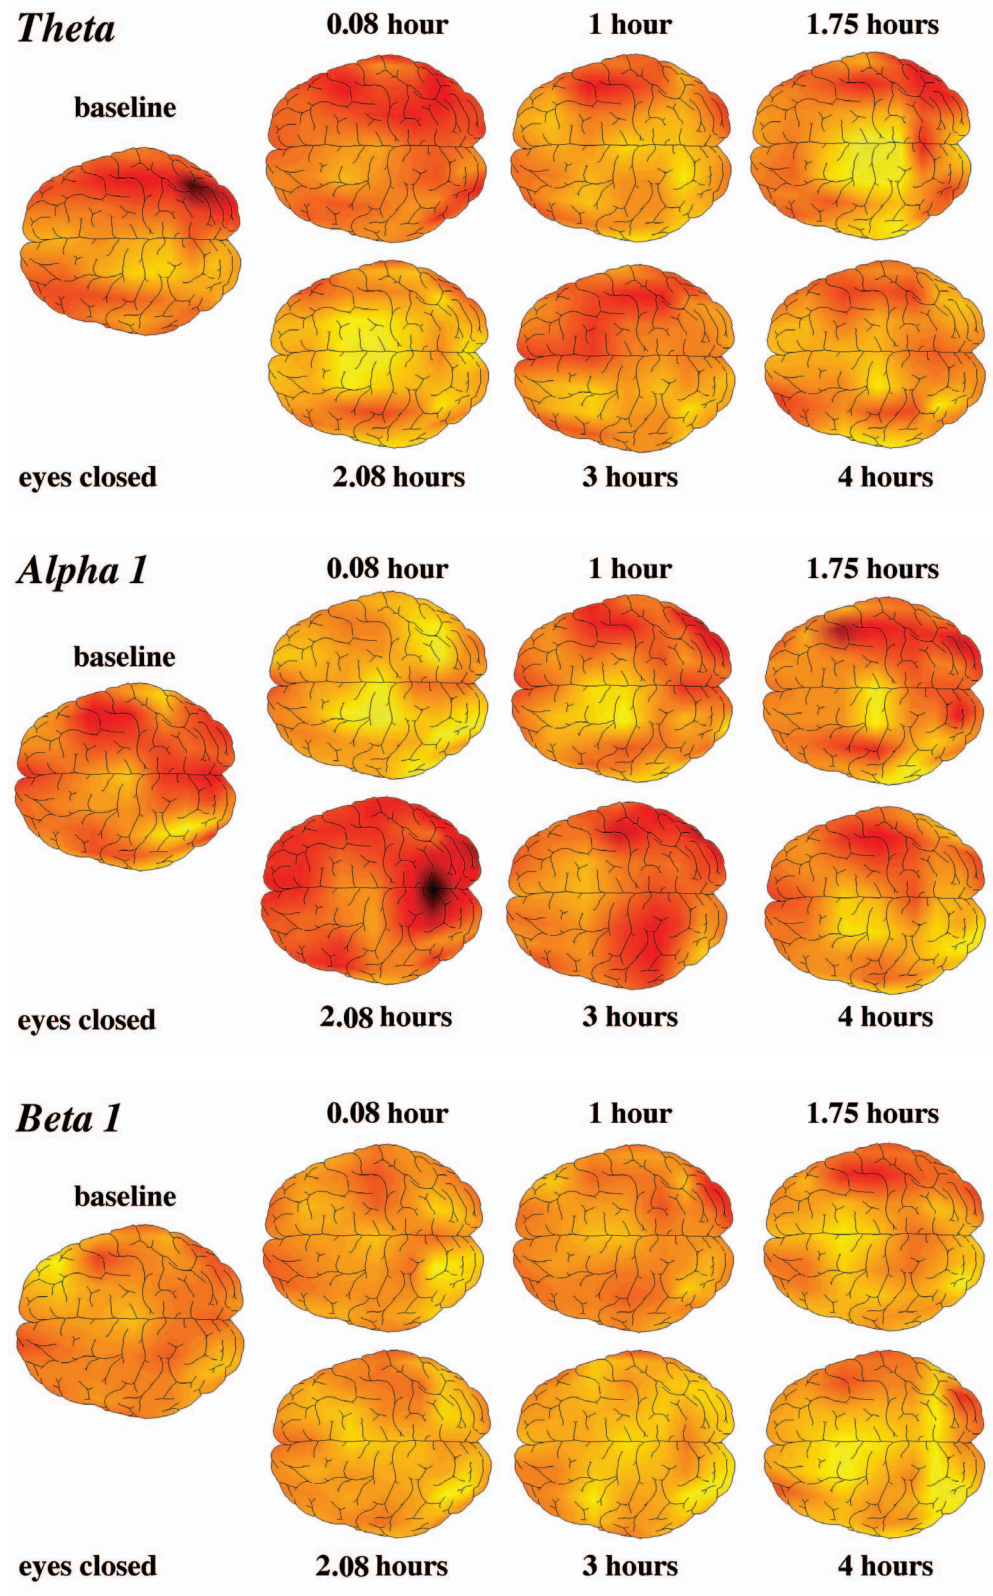 Theta
0.08 hour
1 hour
1.75 hours
baseline
eyes closed
2.08 hours
3 hours
4 hours
Alpha 1
0.08 hour
1 hour
1.75 hours
baseline
eyes closed
2.08 hours
3 hours
4 hours
Beta 1
0.08 hour
1 hour
1.75 hours
baseline
eyes closed
2.08 hours
3 hours
4 hours